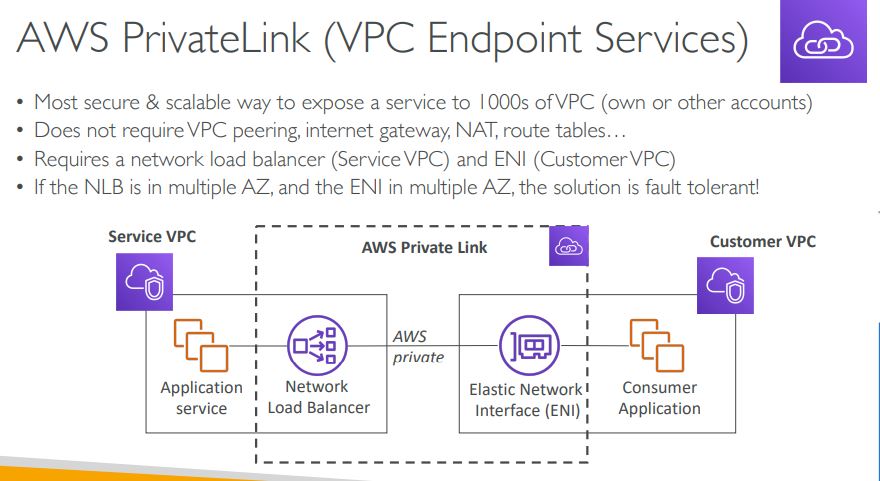 AWS PrivateLink (VPC Endpoint Services)
• Most secure & scalable way to expose a service to 1000s of VPC (own or other accounts)
• Does not require VPC peering, internet gateway, NAT, route tables…
• Requires a network load balancer (Service VPC) and ENI (Customer VPC)
• If the NLB is in multiple AZ, and the ENI in multiple AZ, the solution is fault tolerant!
Service VPC
AWS Private Link
Customer VPC
Application
service
Network
Load Balancer
AWS
private
Elastic Network
Interface (ENI)
Consumer
Application